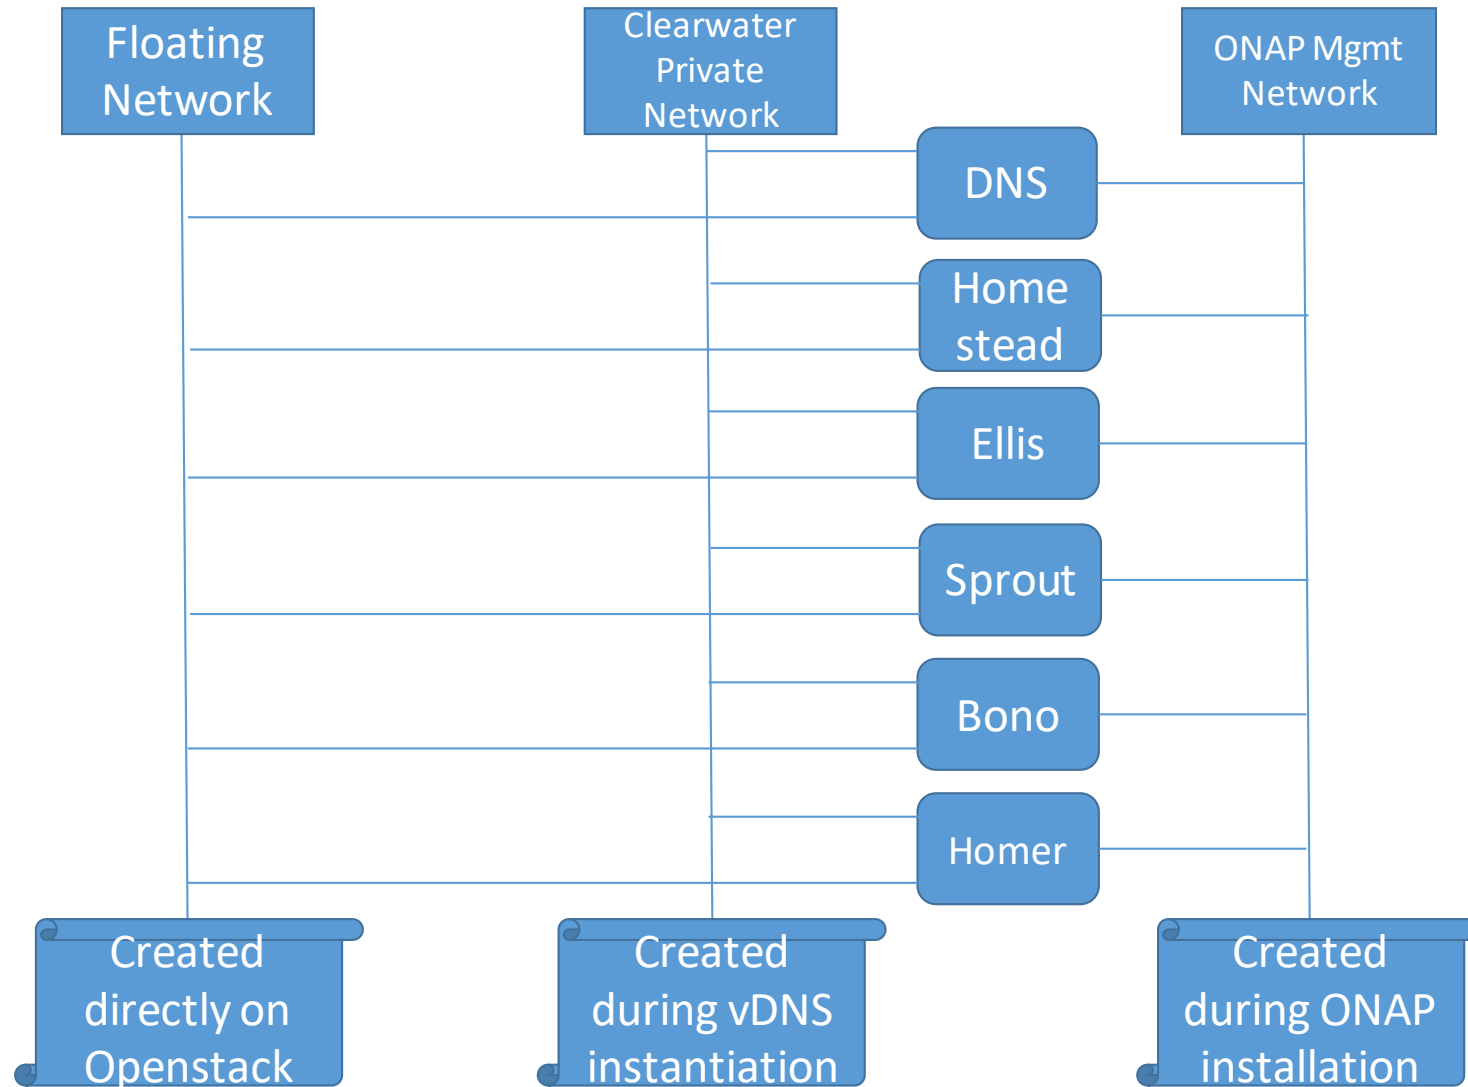 Floating
Network
Clearwater
Private
Network
ONAP Mgmt
Network
DNS
Home
stead
Ellis
Sprout
Bono
Homer
Created
directly on
Openstack
Created
during vDNS
instantiation
Created
during ONAP
installation